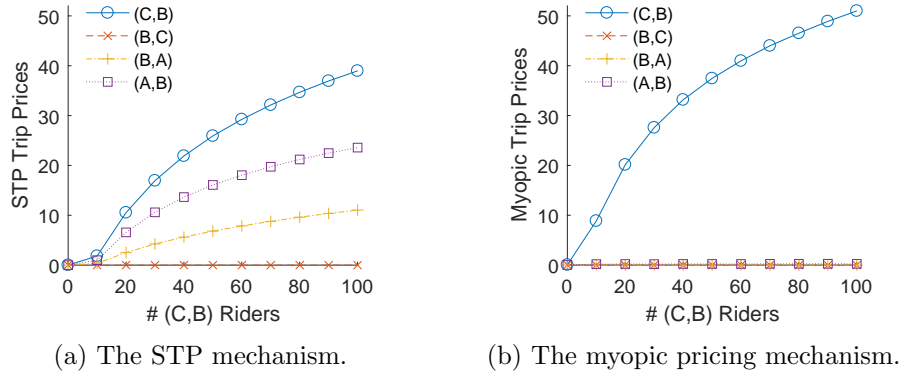 (C,B)
(B,C)
(B,A)
(A,B)
50
40
30
20
10
0
STP Trip Prices
0 20 40 60 80 100
# (C,B) Riders
(a) The STP mechanism.
(C,B)
(B,C)
(B,A)
(A,B)
50
40
30
20
10
0
Myopic Trip Prices
0 20 40 60 80 100
# (C,B) Riders
(b) The myopic pricing mechanism.